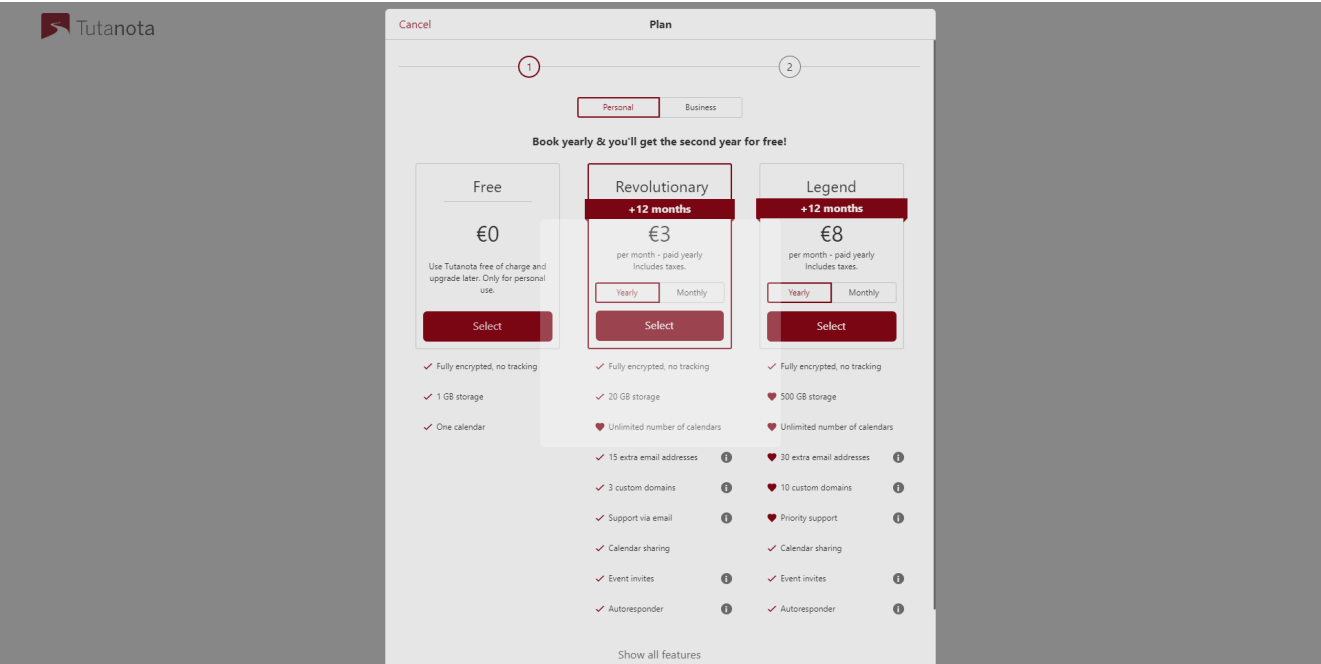 Tutanota
Cancel
Plan
1
2
Personal
Business
Book yearly & you'll get the second year for free!
Free
€0
Use Tutanota free of charge and
upgrade later. Only for personal
use.
Select
Fully encrypted, no tracking
1 GB storage
One calendar
Revolutionary
+12 months
€3
per month - paid yearly
Includes taxes.
Yearly
Monthly
Select
Fully encrypted, no tracking
20 GB storage
Unlimited number of calendars
15 extra email addresses
3 custom domains
Support via email
Calendar sharing
Event invites
Autoresponder
Legend
+12 months
€8
per month - paid yearly
Includes taxes.
Yearly
Monthly
Select
Fully encrypted, no tracking
500 GB storage
Unlimited number of calendars
30 extra email addresses
10 custom domains
Priority support
Calendar sharing
Event invites
Autoresponder
Show all features